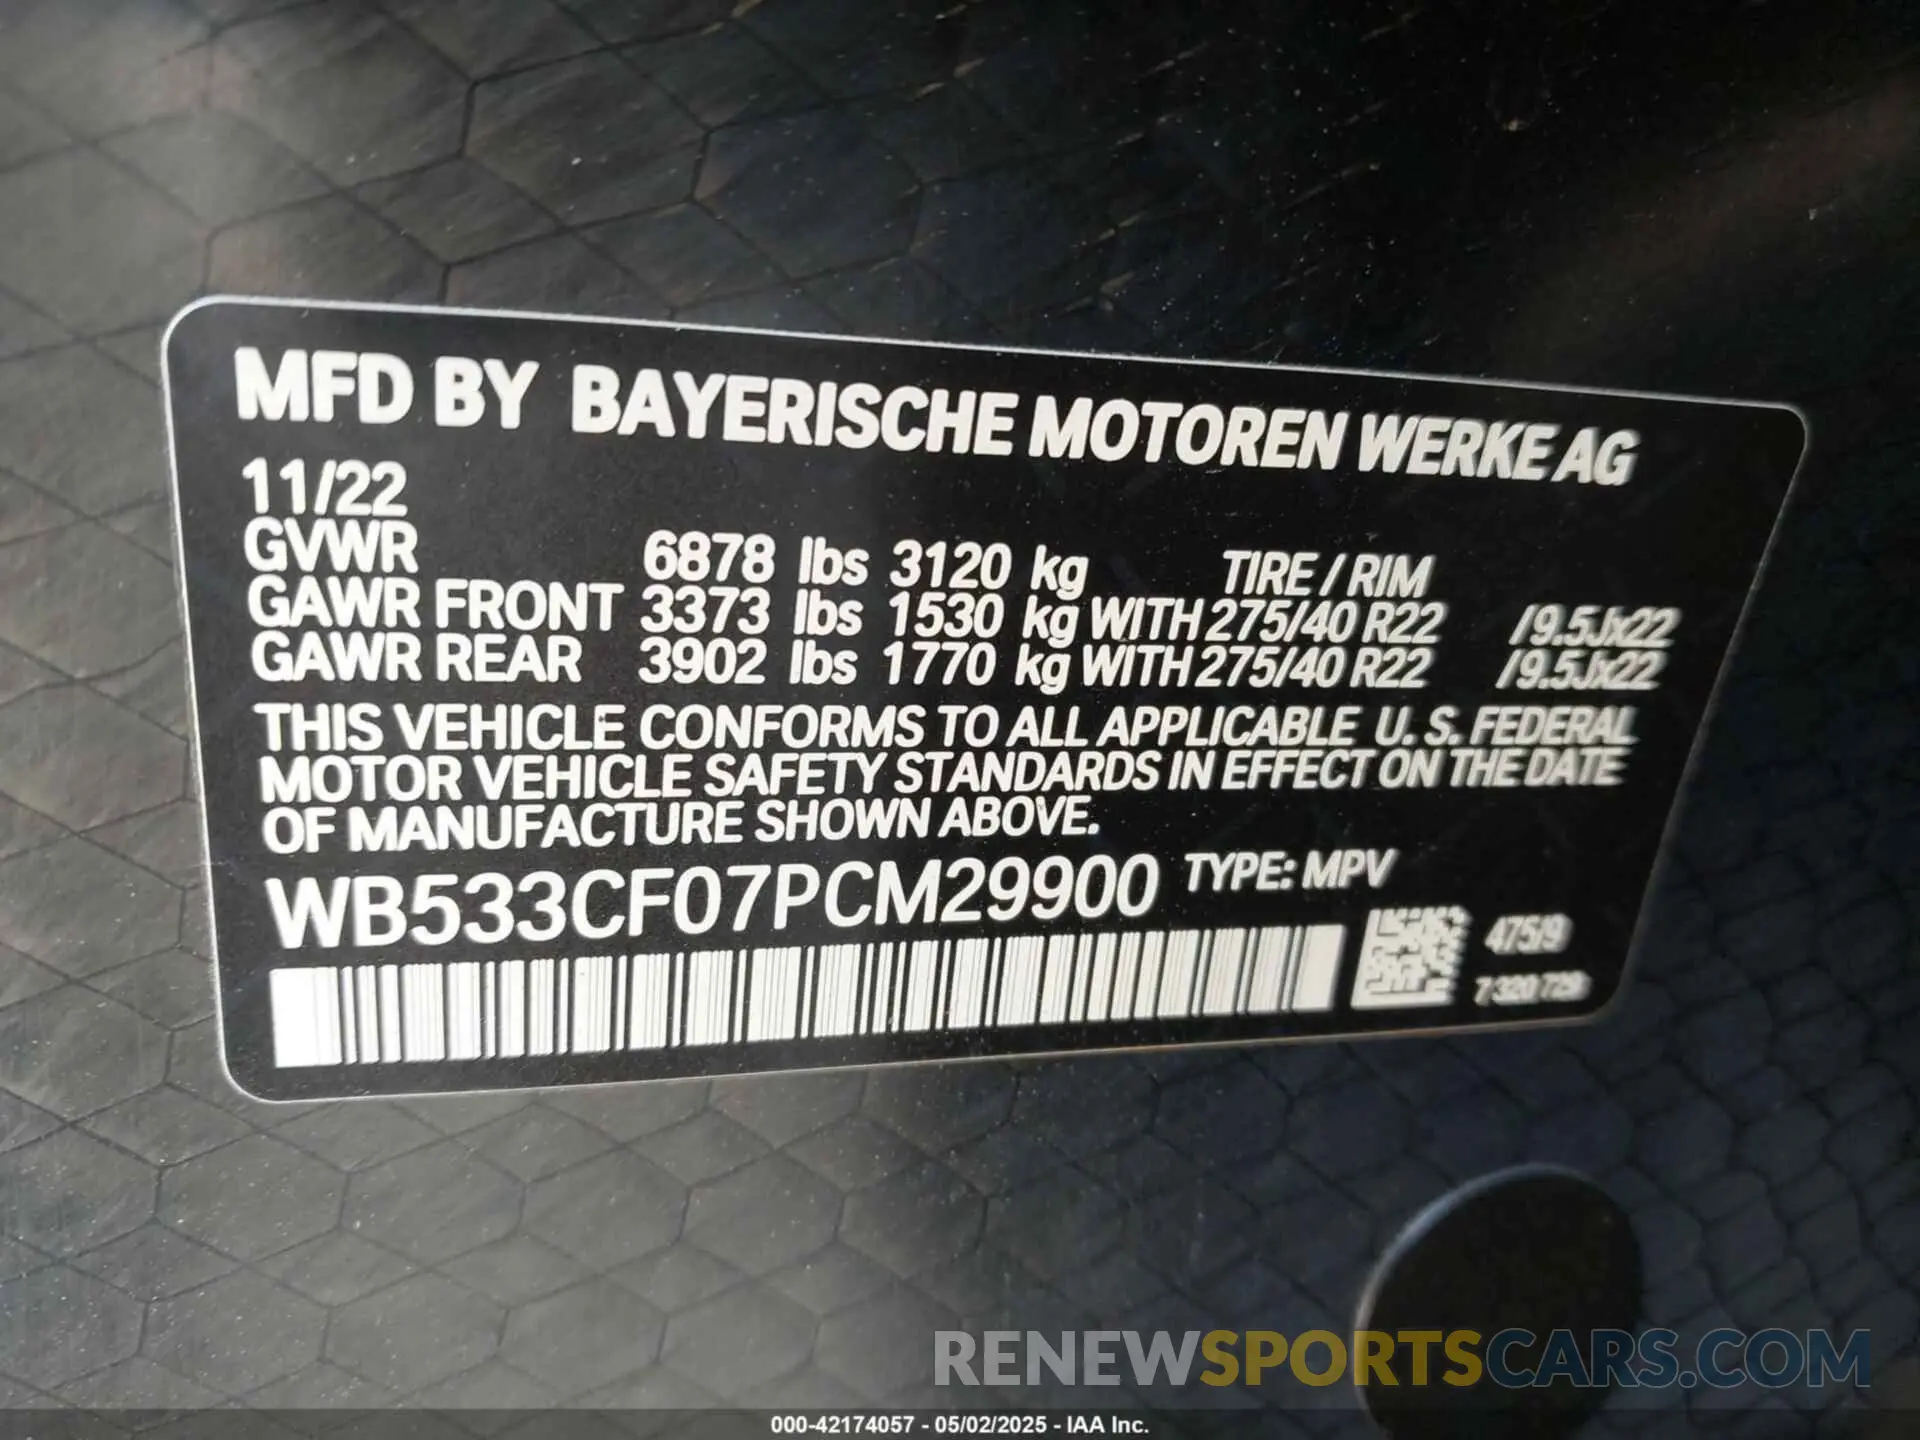 MFD BY BAYERISCHE MOTOREN WERKE AG
11/22
GVWR 6878 lbs 3120 kg TIRE / RIM
GAWR FRONT 3373 lbs 1530 kg WITH 275/40 R22 /9.5Jx22
GAWR REAR 3902 lbs 1770 kg WITH 275/40 R22 /9.5Jx22
THIS VEHICLE CONFORMS TO ALL APPLICABLE U. S. FEDERAL
MOTOR VEHICLE SAFETY STANDARDS IN EFFECT ON THE DATE
OF MANUFACTURE SHOWN ABOVE.
WB533CF07PCM29900 TYPE: MPV
475/9
7 320 729
RENEWSPORTSCARS.COM
000-42174057 - 05/02/2025 - IAA Inc.